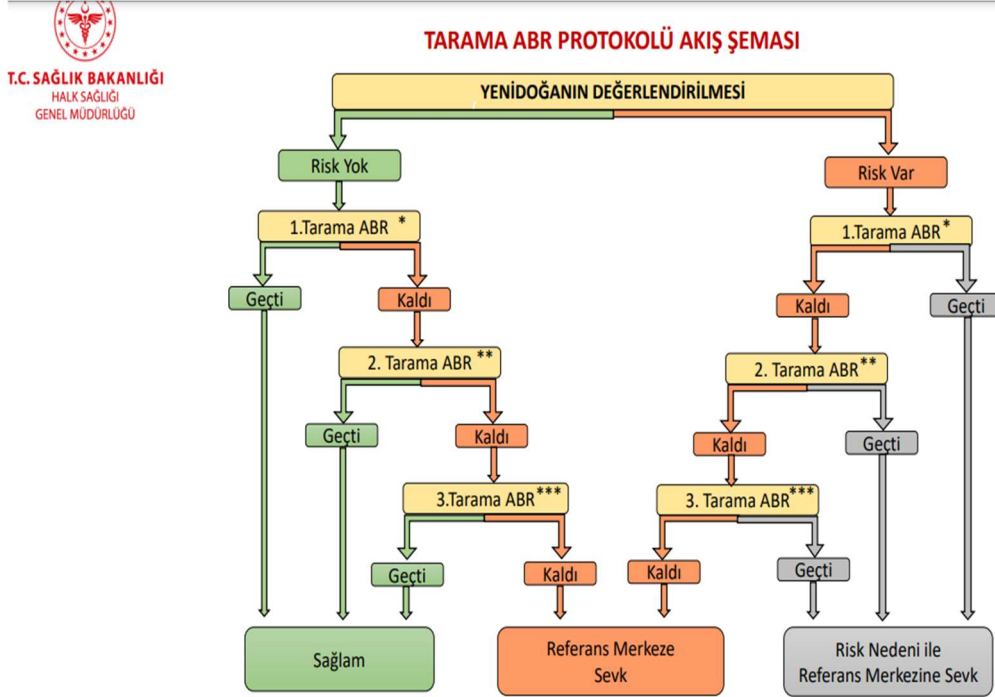 T.C. SAĞLIK BAKANLIĞI
HALK SAĞLIĞI
GENEL MÜDÜRLÜĞÜ
TARAMA ABR PROTOKOLÜ AKIŞ ŞEMASI
YENİDOĞANIN DEĞERLENDİRİLMESİ
Risk Yok
Risk Var
1.Tarama ABR *
1.Tarama ABR *
Geçti
Kaldı
Kaldı
Geçti
2. Tarama ABR **
2. Tarama ABR **
Geçti
Kaldı
Kaldı
Geçti
3.Tarama ABR ***
3. Tarama ABR ***
Geçti
Kaldı
Kaldı
Geçti
Sağlam
Referans Merkeze
Sevk
Risk Nedeni ile
Referans Merkezine Sevk